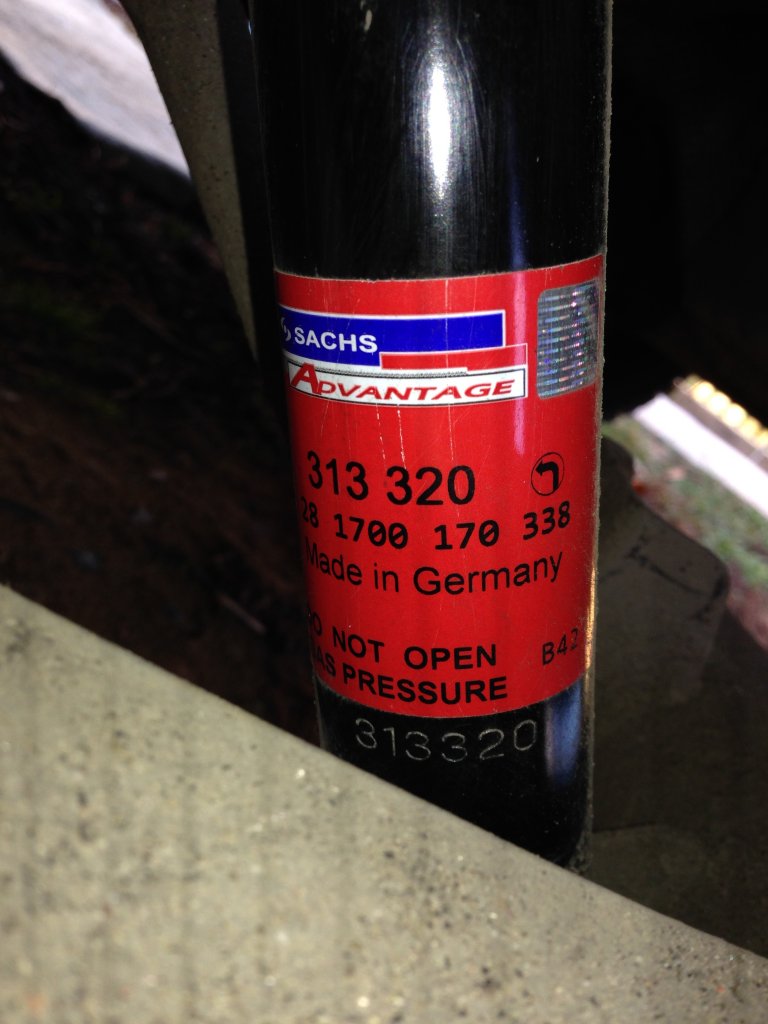 SACHS
ADVANTAGE
313 320
28 1700 170 338
Made in Germany
NOT OPEN
PRESSURE
B42
313320